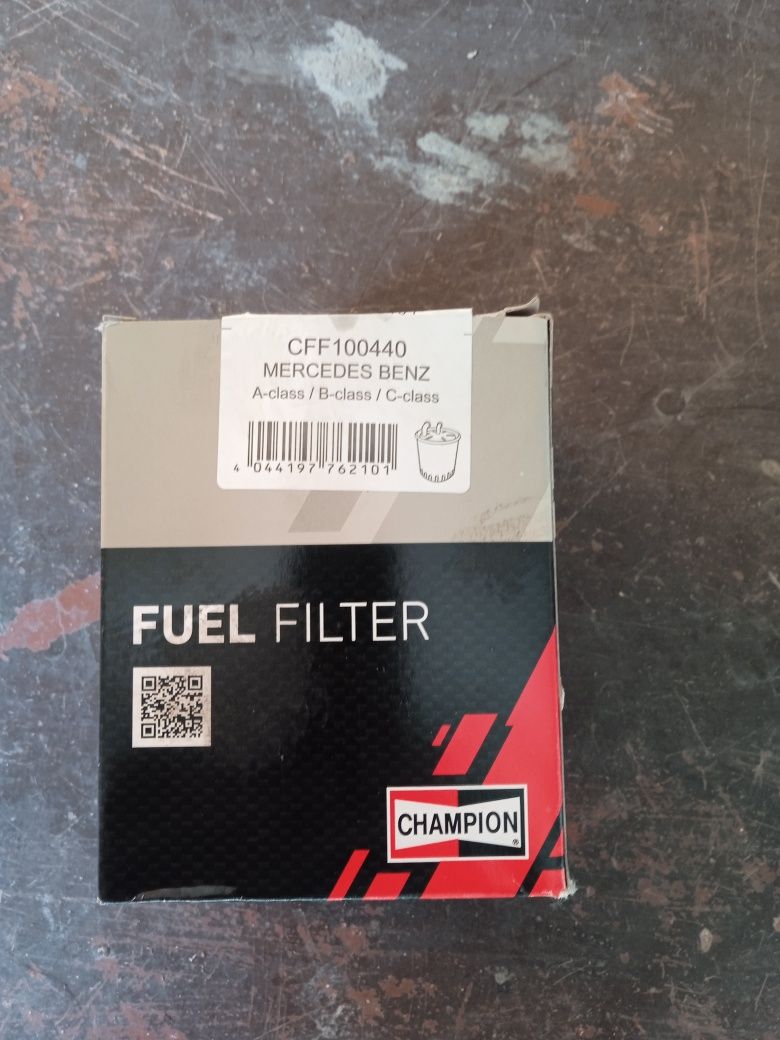 CFF100440
MERCEDES BENZ
A-class / B-class / C-class
4 044197 762101
FUEL FILTER
CHAMPION
®